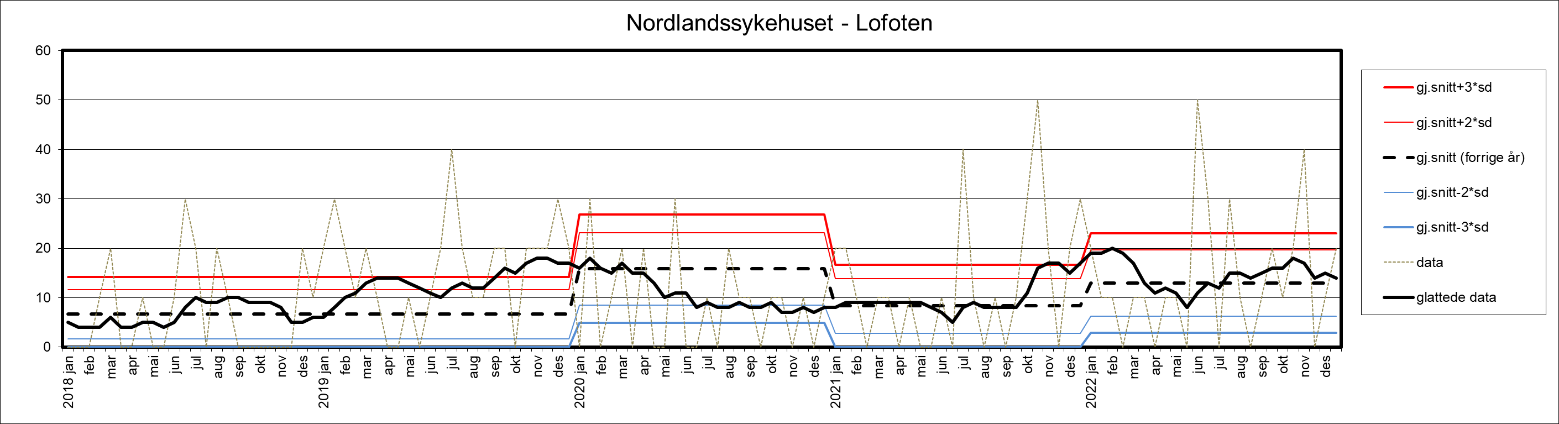 Nordlandssykehuset - Lofoten
60
50
40
30
20
10
0
2018 jan
feb
mar
apr
mai
jun
jul
aug
sep
okt
nov
des
2019 jan
feb
mar
apr
mai
jun
jul
aug
sep
okt
nov
des
2020 jan
feb
mar
apr
mai
jun
jul
aug
sep
okt
nov
des
2021 jan
feb
mar
apr
mai
jun
jul
aug
sep
okt
nov
des
2022 jan
feb
mar
apr
mai
jun
jul
aug
sep
okt
nov
des
gj.snitt+3*sd
gj.snitt+2*sd
gj.snitt (forrige år)
gj.snitt-2*sd
gj.snitt-3*sd
data
glattede data